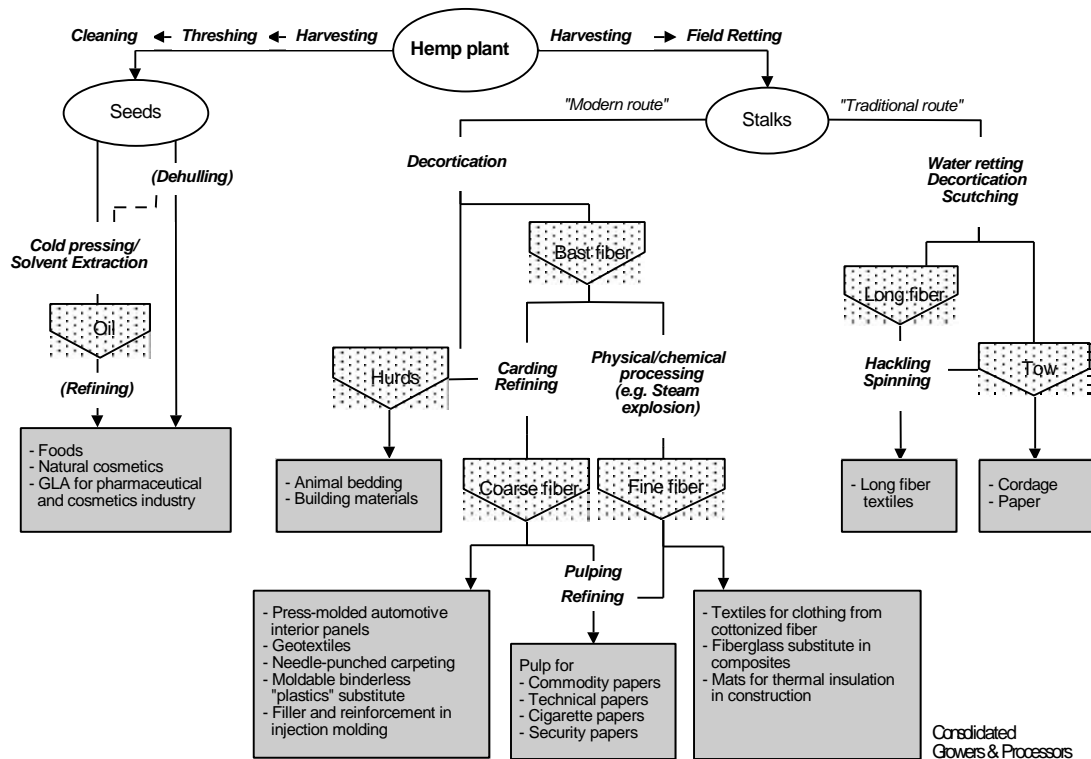 Hemp plant
Cleaning Threshing Harvesting
Harvesting Field Retting
Seeds
"Modern route"
Stalks
"Traditional route"
(Dehulling)
Decortication
Water retting
Decortication
Scutching
Cold pressing/
Solvent Extraction
Bast fiber
Long fiber
Oil
(Refining)
Hurds
Carding
Refining
Physical/chemical
processing
(e.g. Steam
explosion)
Hackling
Spinning
Tow
- Foods
- Natural cosmetics
- GLA for pharmaceutical
and cosmetics industry
- Animal bedding
- Building materials
Coarse fiber
Fine fiber
- Long fiber
textiles
- Cordage
- Paper
Pulping
Refining
- Press-molded automotive
interior panels
- Geotextiles
- Needle-punched carpeting
- Moldable binderless
"plastics" substitute
- Filler and reinforcement in
injection molding
Pulp for
- Commodity papers
- Technical papers
- Cigarette papers
- Security papers
- Textiles for clothing from
cottonized fiber
- Fiberglass substitute in
composites
- Mats for thermal insulation
in construction
Consolidated
Growers & Processors